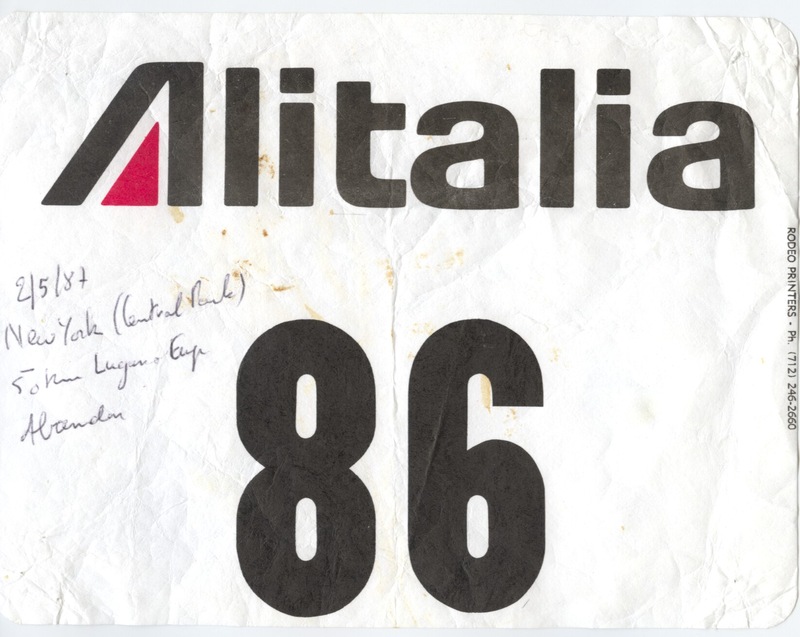 Alitalia
2/5/87
New York (Central Park)
50 km Lugano Cup
Abandon
86
RODEO PRINTERS - Ph. (712) 246-2660